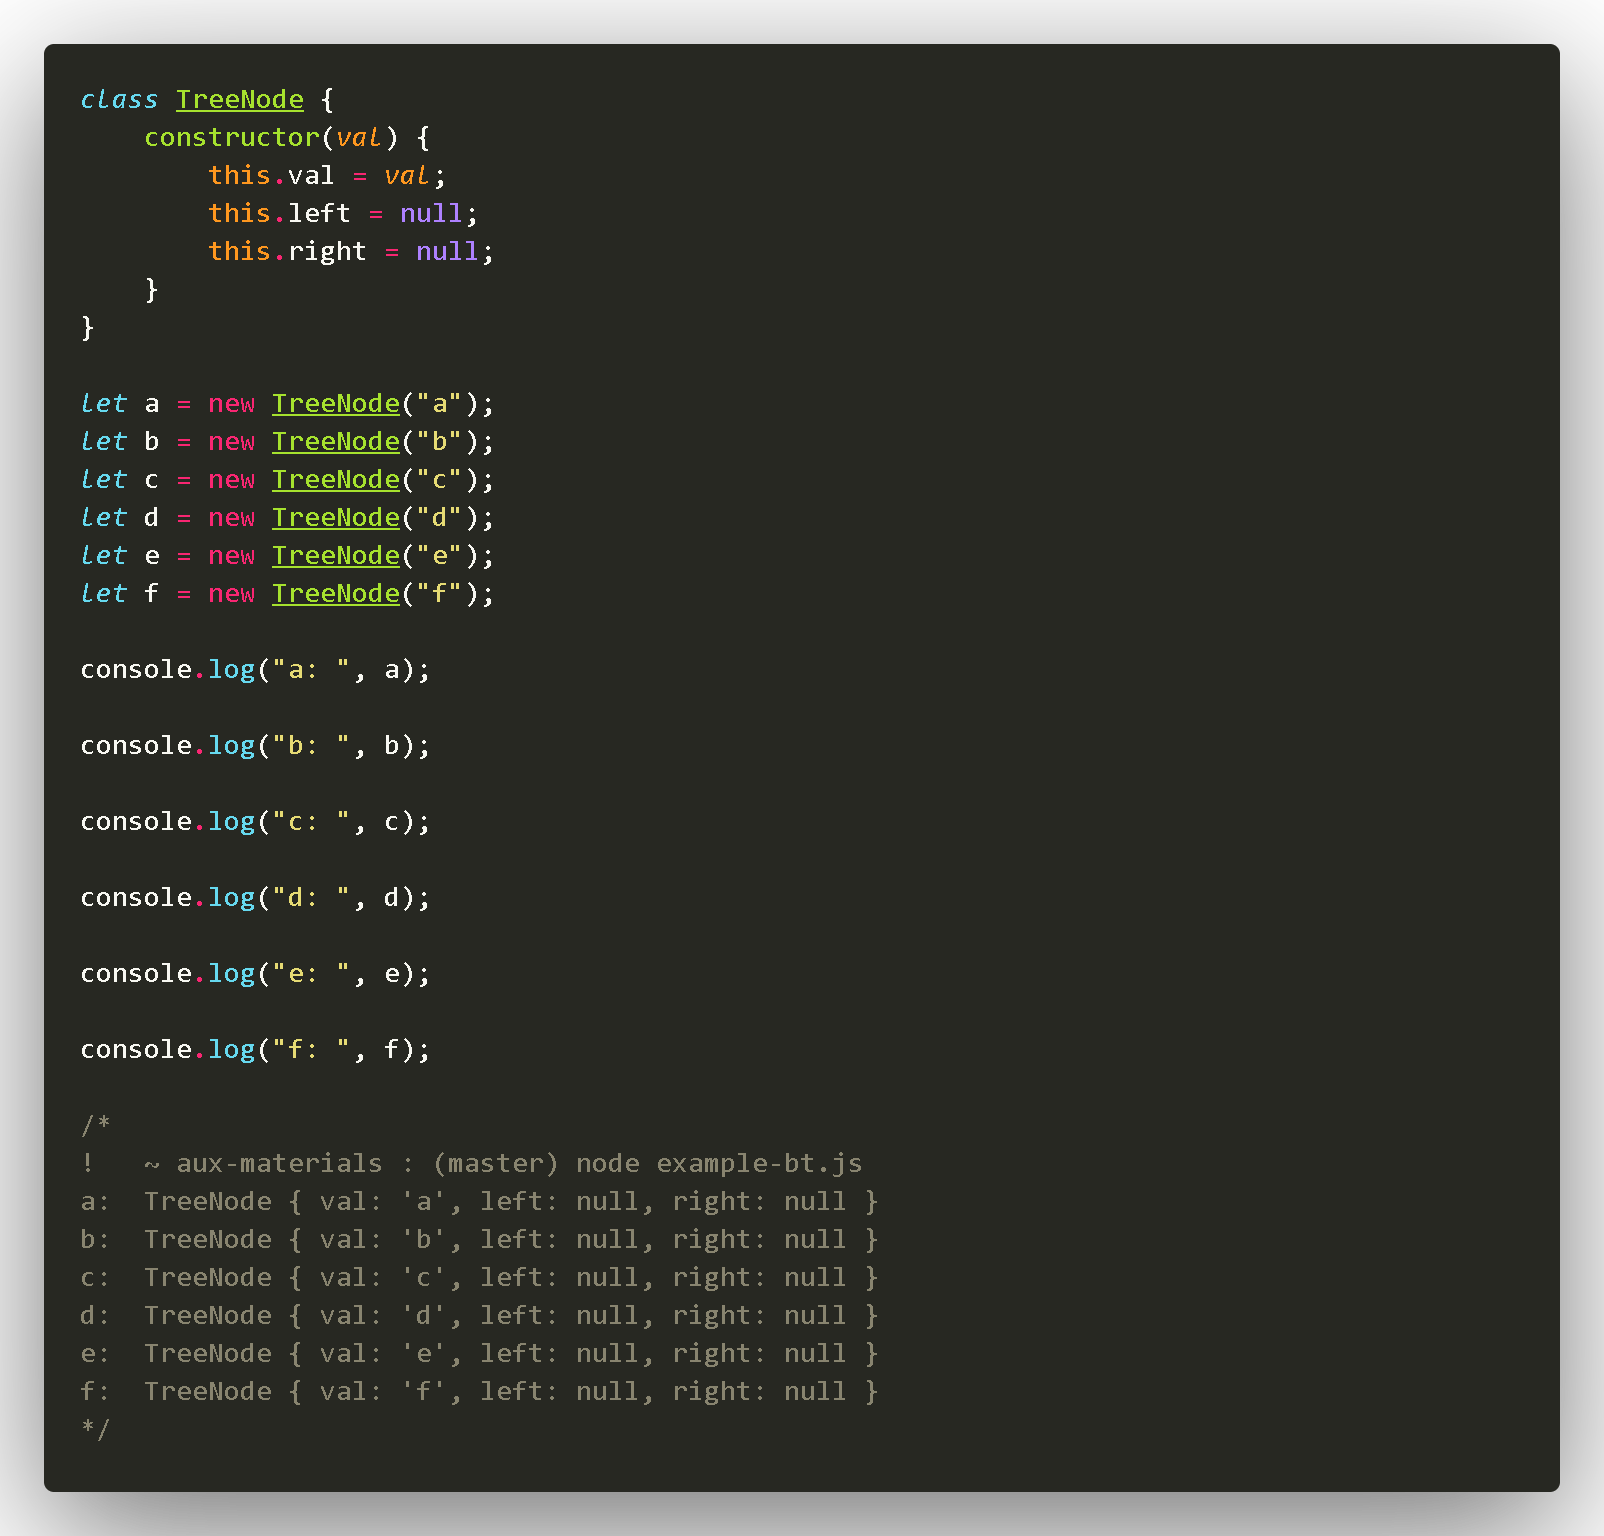 class TreeNode {
    constructor(val) {
        this.val = val;
        this.left = null;
        this.right = null;
    }
}

let a = new TreeNode("a");
let b = new TreeNode("b");
let c = new TreeNode("c");
let d = new TreeNode("d");
let e = new TreeNode("e");
let f = new TreeNode("f");

console.log("a: ", a);

console.log("b: ", b);

console.log("c: ", c);

console.log("d: ", d);

console.log("e: ", e);

console.log("f: ", f);

/*
!   ~ aux-materials : (master) node example-bt.js
a:  TreeNode { val: 'a', left: null, right: null }
b:  TreeNode { val: 'b', left: null, right: null }
c:  TreeNode { val: 'c', left: null, right: null }
d:  TreeNode { val: 'd', left: null, right: null }
e:  TreeNode { val: 'e', left: null, right: null }
f:  TreeNode { val: 'f', left: null, right: null }
*/